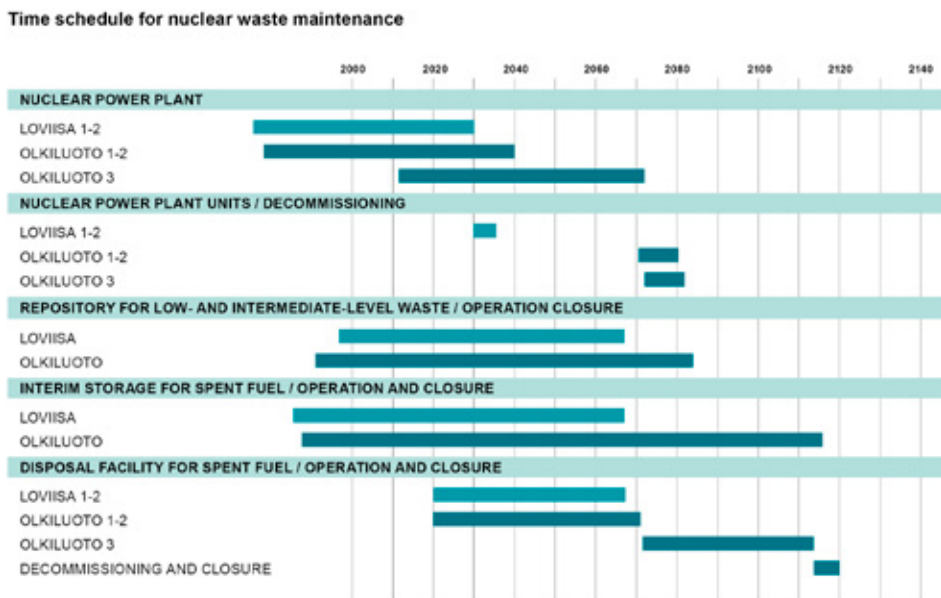 Time schedule for nuclear waste maintenance
2000 2020 2040 2060 2080 2100 2120 2140
NUCLEAR POWER PLANT
LOVIISA 1-2
OLKILUOTO 1-2
OLKILUOTO 3
NUCLEAR POWER PLANT UNITS / DECOMMISSIONING
LOVIISA 1-2
OLKILUOTO 1-2
OLKILUOTO 3
REPOSITORY FOR LOW- AND INTERMEDIATE-LEVEL WASTE / OPERATION CLOSURE
LOVIISA
OLKILUOTO
INTERIM STORAGE FOR SPENT FUEL / OPERATION AND CLOSURE
LOVIISA
OLKILUOTO
DISPOSAL FACILITY FOR SPENT FUEL / OPERATION AND CLOSURE
LOVIISA 1-2
OLKILUOTO 1-2
OLKILUOTO 3
DECOMMISSIONING AND CLOSURE